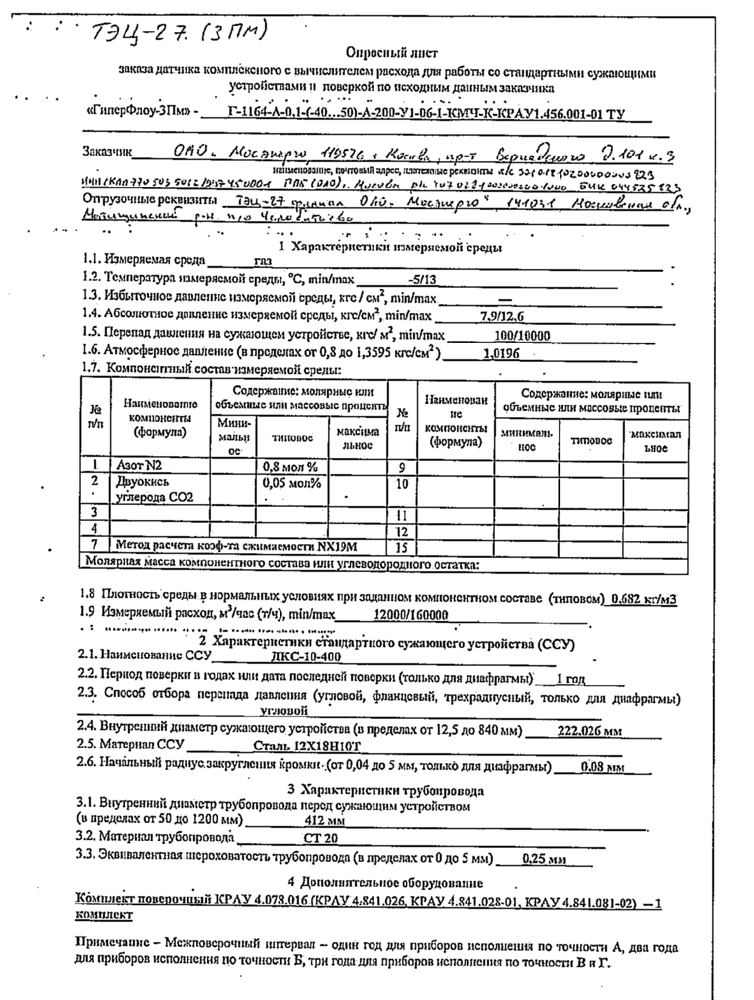 ТЭЦ-27. (3ПМ)
Опросный лист
заказа датчика комплексного с вычислителем расхода для работы со стандартными сужающими
устройствами и поверкой по исходным данным заказчика
«ГиперФлоу-3Пм» - Г-1164-А-0,1-(-40...50)-А-200-У1-06-1-КМЧ-К-КРАУ1.456.001-01 ТУ
Заказчик ОАО. Мосэнерго, 119526, г. Москва, пр-т Вернадского д.101 к.3
наименование, почтовый адрес, платежные реквизиты
Отгрузочные реквизиты ТЭЦ-27 филиал ОАО. Мосэнерго" 141031 Московская обл.,
Мытищинский р-н. п/о Челобитьево
1 Характеристики измеряемой среды
1.1. Измеряемая среда газ
1.2. Температура измеряемой среды, °С, min/max -5/13
1.3. Избыточное давление измеряемой среды, кгс / см², min/max —
1.4. Абсолютное давление измеряемой среды, кгс/см², min/max 7,9/12,6
1.5. Перепад давления на сужающем устройстве, кгс/ м², min/max 100/10000
1.6. Атмосферное давление (в пределах от 0,8 до 1,3595 кгс/см²) 1,0196
1.7. Компонентный состав измеряемой среды:
№ п/п Наименование компоненты (формула) Содержание: молярные или объемные или массовые проценты № п/п Наименован ие компоненты (формула) Содержание: молярные или объемные или массовые проценты
Мини- мальн ое типовое максима льное минималь ное типовое максимал ьное
1 Азот N2 0,8 мол % 9
2 Двуокись углерода СО2 0,05 мол% 10
3 11
4 12
7 Метод расчета коэф-та сжимаемости NX19М 15
Молярная масса компонентного состава или углеводородного остатка:
1.8 Плотность среды в нормальных условиях при заданном компонентном составе (типовом) 0,682 кг/м3
1.9 Измеряемый расход, м³/час (т/ч), min/max 12000/160000
2 Характеристики стандартного сужающего устройства (ССУ)
2.1. Наименование ССУ ДКС-10-400
2.2. Период поверки в годах или дата последней поверки (только для диафрагмы) 1 год
2.3. Способ отбора перепада давления (угловой, фланцевый, трехрадиусный, только для диафрагмы)
угловой
2.4. Внутренний диаметр сужающего устройства (в пределах от 12,5 до 840 мм) 222,026 мм
2.5. Материал ССУ Сталь 12Х18Н10Т
2.6. Начальный радиус закругления кромки (от 0,04 до 5 мм, только для диафрагмы) 0,08 мм
3 Характеристики трубопровода
3.1. Внутренний диаметр трубопровода перед сужающим устройством
(в пределах от 50 до 1200 мм) 412 мм
3.2. Материал трубопровода СТ 20
3.3. Эквивалентная шероховатость трубопровода (в пределах от 0 до 5 мм) 0,25 мм
4 Дополнительное оборудование
Комплект поверочный КРАУ 4.078.016 (КРАУ 4.841.026, КРАУ 4.841.028-01, КРАУ 4.841.081-02) – 1
комплект
Примечание – Межповерочный интервал – один год для приборов исполнения по точности А, два года
для приборов исполнения по точности Б, три года для приборов исполнения по точности В и Г.